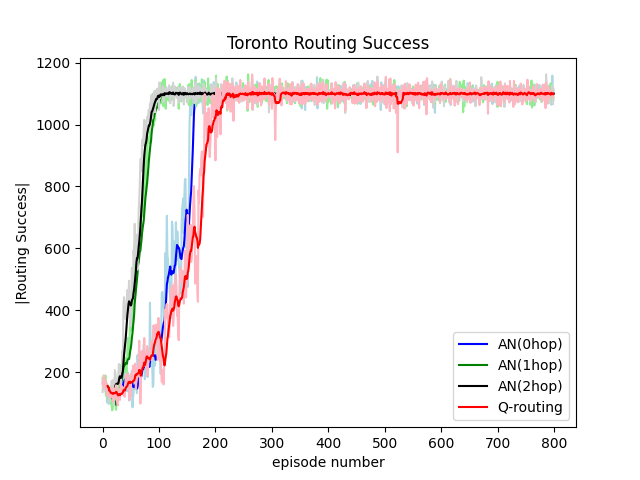 Toronto Routing Success
1200
1000
800
600
400
200
|Routing Success|
0 100 200 300 400 500 600 700 800
episode number
AN(0hop)
AN(1hop)
AN(2hop)
Q-routing